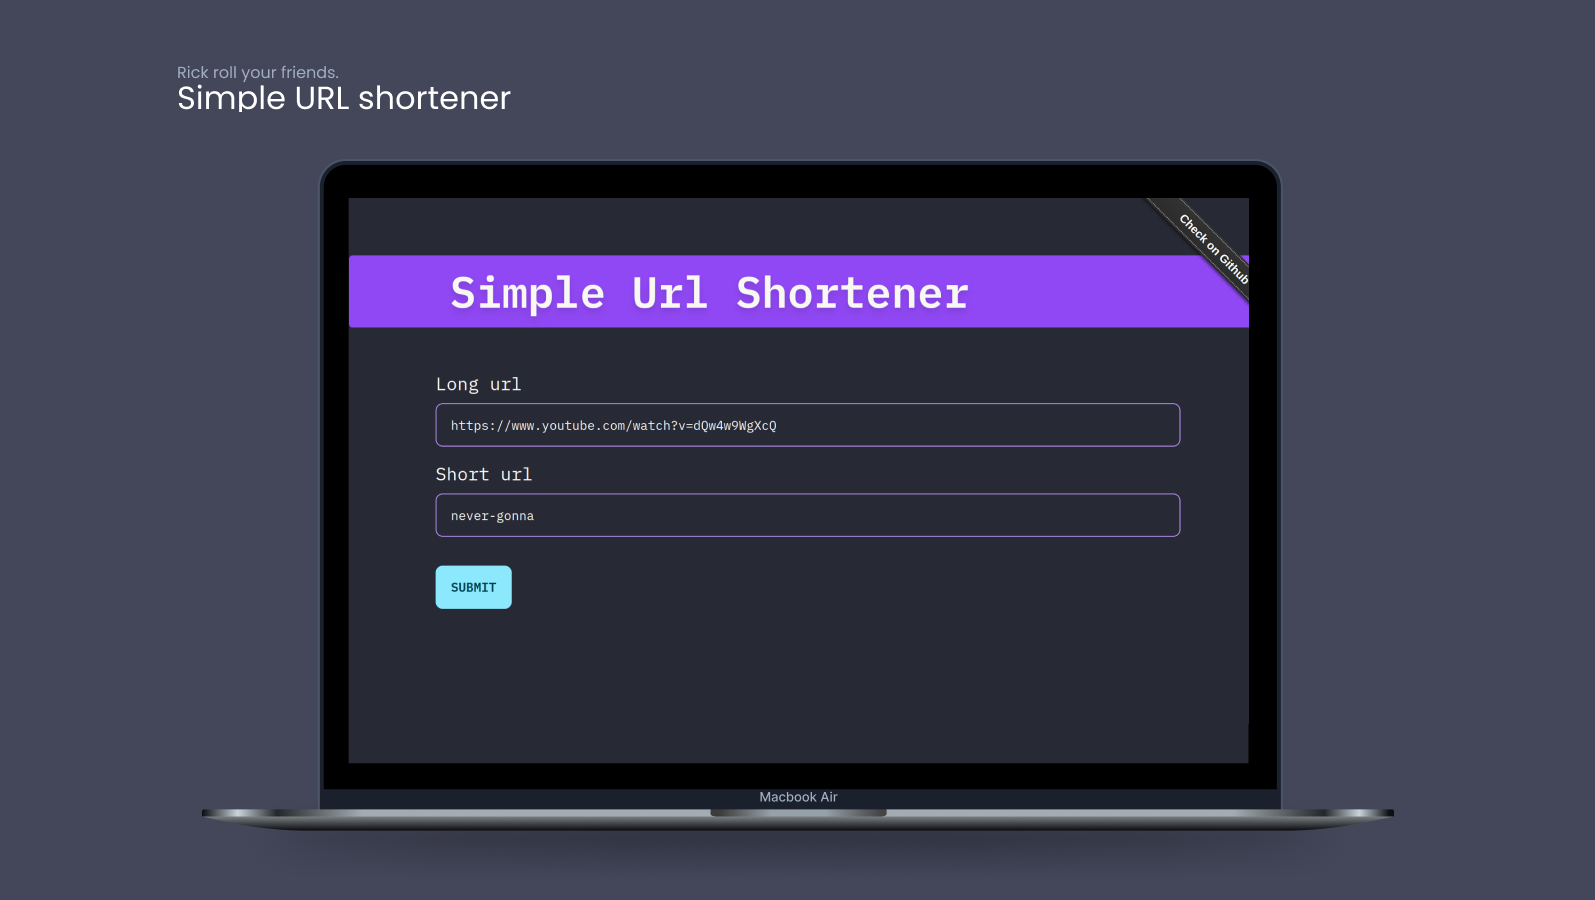 Rick roll your friends.
Simple URL shortener
Check on Github
Simple Url Shortener
Long url
https://www.youtube.com/watch?v=dQw4w9WgXcQ
Short url
never-gonna
SUBMIT
Macbook Air